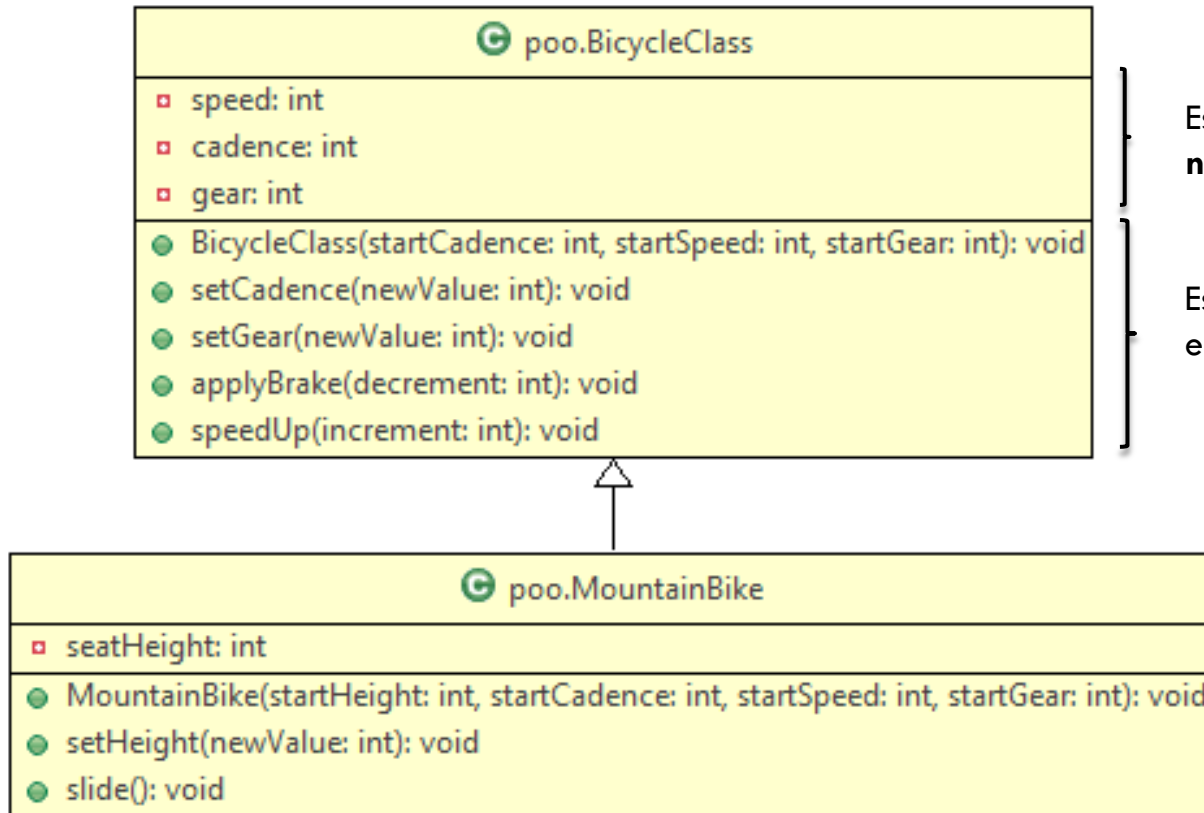 C poo.BicycleClass
speed: int
cadence: int
gear: int
BicycleClass(startCadence: int, startSpeed: int, startGear: int): void
setCadence(newValue: int): void
setGear(newValue: int): void
applyBrake(decrement: int): void
speedUp(increment: int): void
Es
n
Es
e
C poo.MountainBike
seatHeight: int
MountainBike(startHeight: int, startCadence: int, startSpeed: int, startGear: int): void
setHeight(newValue: int): void
slide(): void